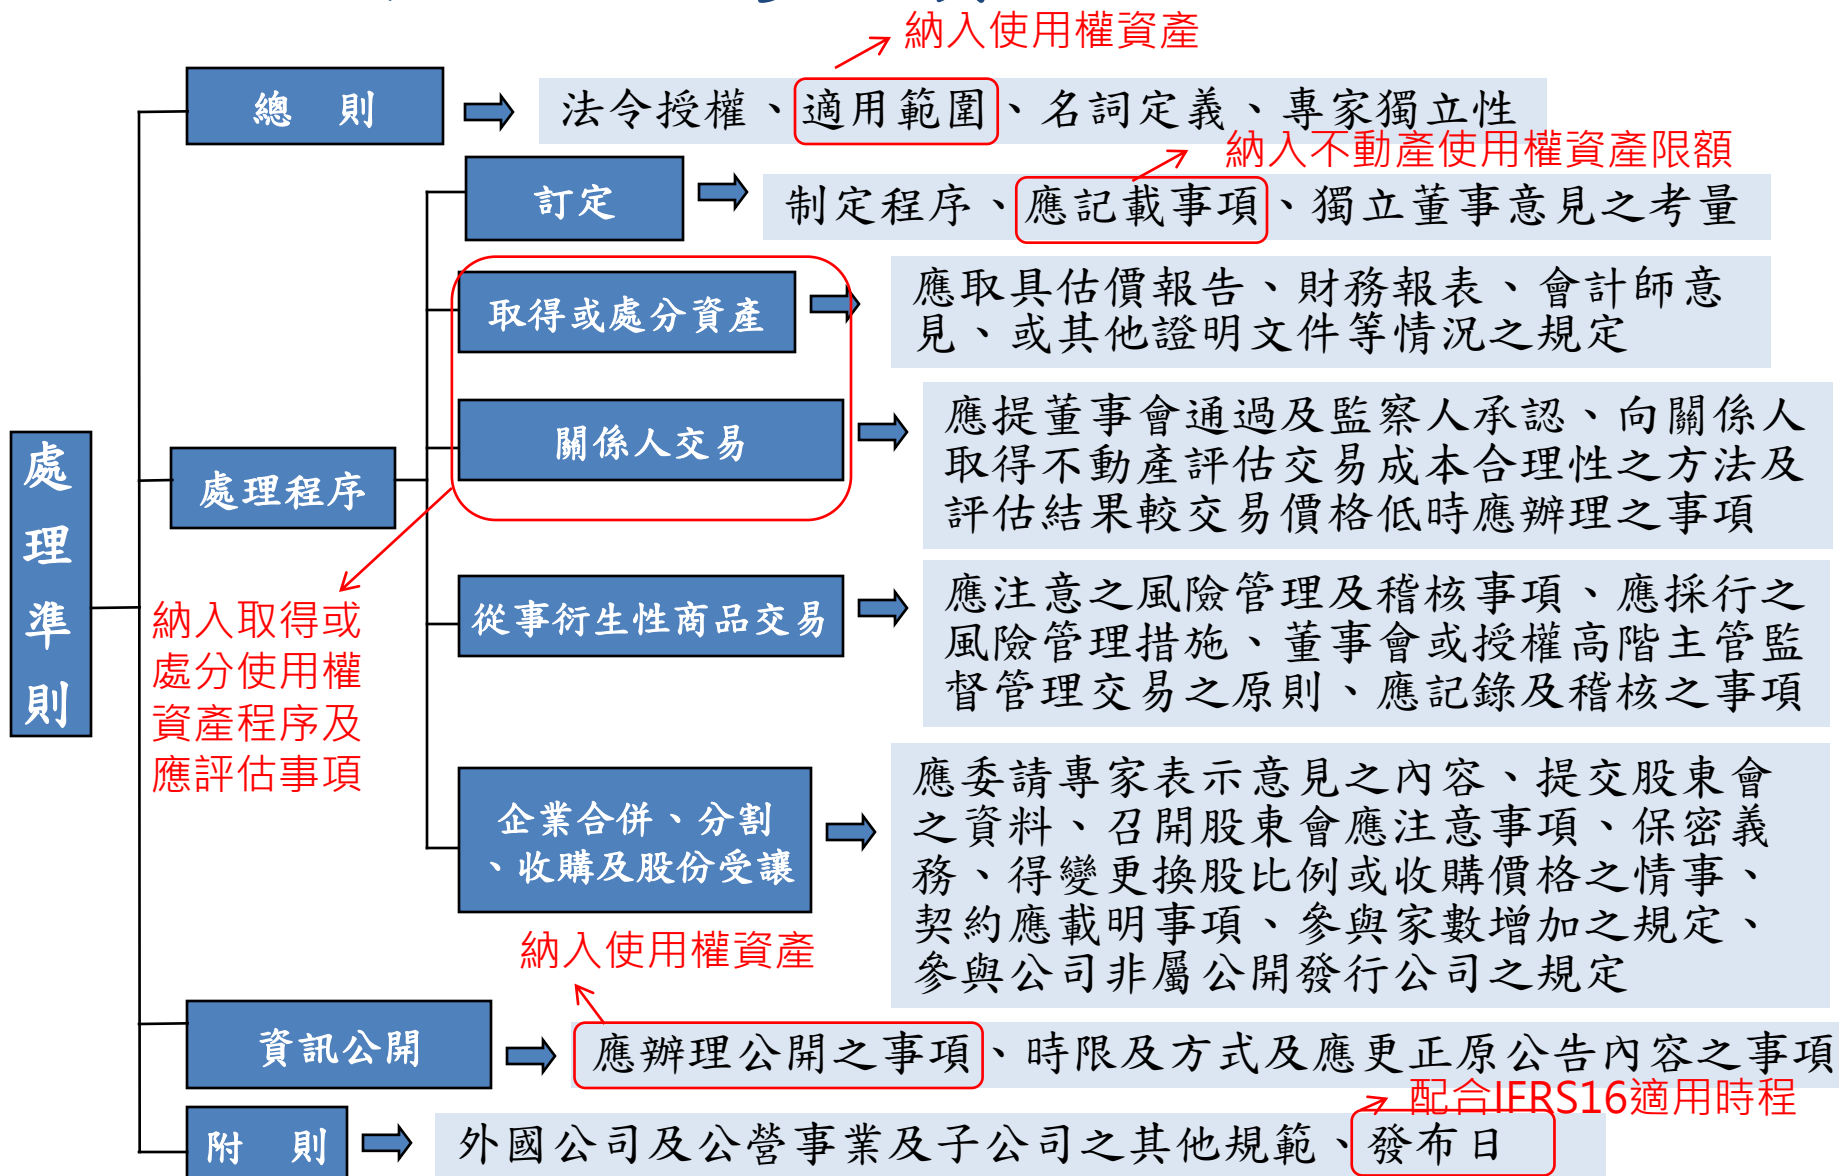 納入使用權資產
總 則
法令授權、適用範圍、名詞定義、專家獨立性
納入不動產使用權資產限額
訂定
制定程序、應記載事項、獨立董事意見之考量
取得或處分資產
應取具估價報告、財務報表、會計師意
見、或其他證明文件等情況之規定
關係人交易
應提董事會通過及監察人承認、向關係人
取得不動產評估交易成本合理性之方法及
評估結果較交易價格低時應辦理之事項
處理準則
處理程序
納入取得或
處分使用權
資產程序及
應評估事項
從事衍生性商品交易
應注意之風險管理及稽核事項、應採行之
風險管理措施、董事會或授權高階主管監
督管理交易之原則、應記錄及稽核之事項
企業合併、分割
、收購及股份受讓
應委請專家表示意見之內容、提交股東會
之資料、召開股東會應注意事項、保密義
務、得變更換股比例或收購價格之情事、
契約應載明事項、參與家數增加之規定、
參與公司非屬公開發行公司之規定
納入使用權資產
資訊公開
應辦理公開之事項、時限及方式及應更正原公告內容之事項
配合IFRS16適用時程
附 則
外國公司及公營事業及子公司之其他規範、發布日